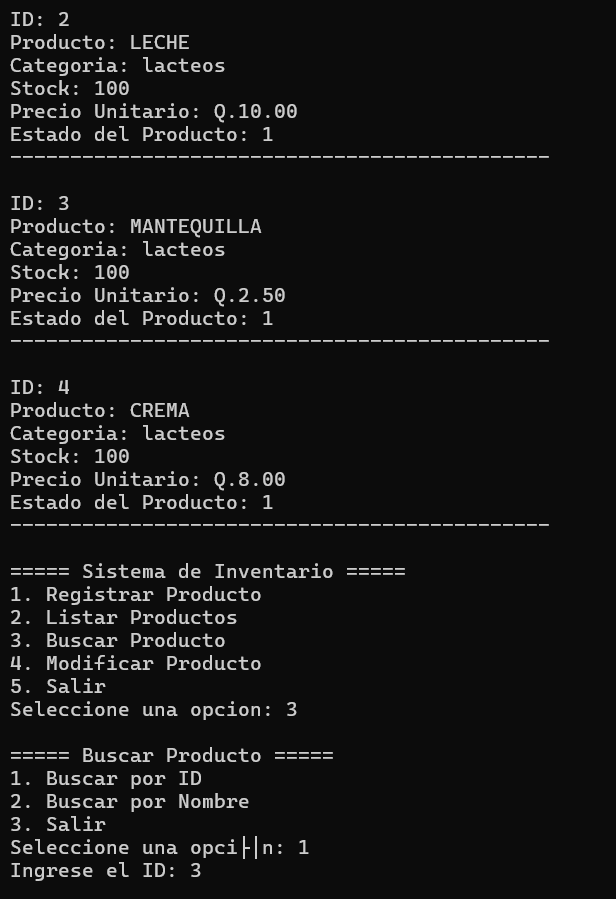 ID: 2
Producto: LECHE
Categoria: lacteos
Stock: 100
Precio Unitario: Q.10.00
Estado del Producto: 1
---------------------------------------------
ID: 3
Producto: MANTEQUILLA
Categoria: lacteos
Stock: 100
Precio Unitario: Q.2.50
Estado del Producto: 1
---------------------------------------------
ID: 4
Producto: CREMA
Categoria: lacteos
Stock: 100
Precio Unitario: Q.8.00
Estado del Producto: 1
---------------------------------------------
===== Sistema de Inventario =====
1. Registrar Producto
2. Listar Productos
3. Buscar Producto
4. Modificar Producto
5. Salir
Seleccione una opcion: 3
===== Buscar Producto =====
1. Buscar por ID
2. Buscar por Nombre
3. Salir
Seleccione una opci├│n: 1
Ingrese el ID: 3